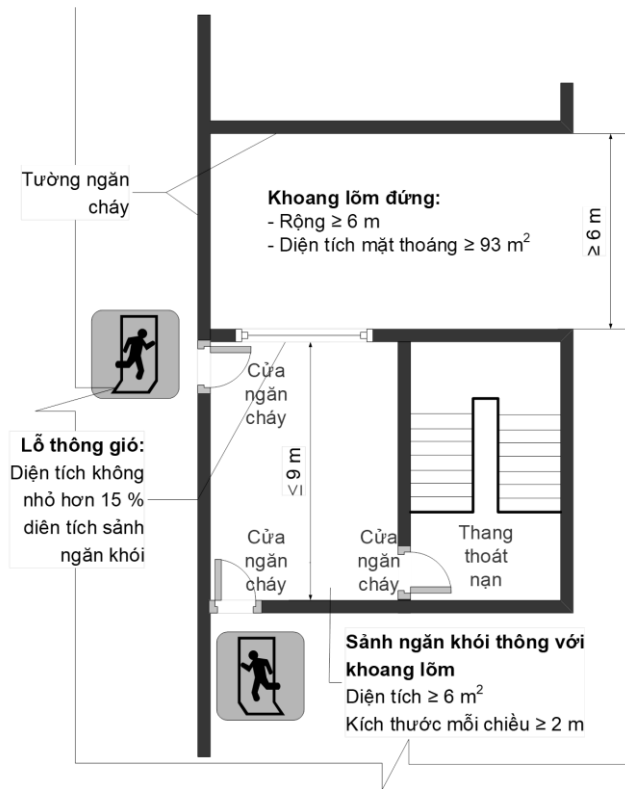 Tường ngăn
cháy
Khoang lõm đứng:
- Rộng ≥ 6 m
- Diện tích mặt thoáng ≥ 93 m²
≥ 6 m
Cửa
ngăn
cháy
≤ 9 m
Lỗ thông gió:
Diện tích không
nhỏ hơn 15 %
diên tích sảnh
ngăn khói
Cửa
ngăn
cháy
Cửa
ngăn
cháy
Thang
thoát
nạn
Sảnh ngăn khói thông với
khoang lõm
Diện tích ≥ 6 m²
Kích thước mỗi chiều ≥ 2 m